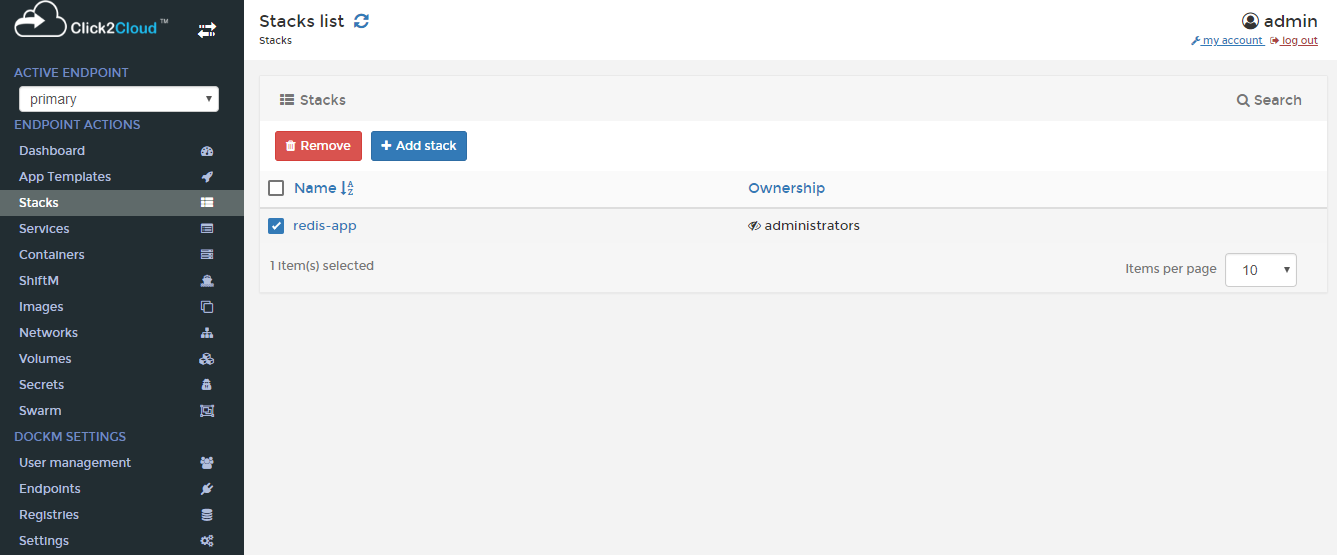 Click2Cloud ™
ACTIVE ENDPOINT
primary
ENDPOINT ACTIONS
Dashboard
App Templates
Stacks
Services
Containers
ShiftM
Images
Networks
Volumes
Secrets
Swarm
DOCKM SETTINGS
User management
Endpoints
Registries
Settings
Stacks list
Stacks
admin
my account log out
Stacks
Search
Remove Add stack
Name Ownership
redis-app administrators
1 item(s) selected
Items per page 10